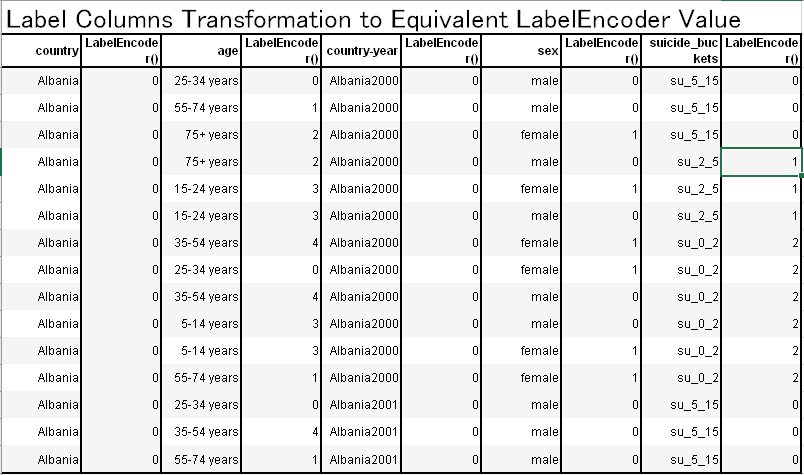 Label Columns Transformation to Equivalent LabelEncoder Value
country LabelEncoder() age LabelEncoder() country-year LabelEncoder() sex LabelEncoder() suicide_buckets LabelEncoder()
Albania 0 25-34 years 0 Albania2000 0 male 0 su_5_15 0
Albania 0 55-74 years 1 Albania2000 0 male 0 su_5_15 0
Albania 0 75+ years 2 Albania2000 0 female 1 su_5_15 0
Albania 0 75+ years 2 Albania2000 0 male 0 su_2_5 1
Albania 0 15-24 years 3 Albania2000 0 female 1 su_2_5 1
Albania 0 15-24 years 3 Albania2000 0 male 0 su_2_5 1
Albania 0 35-54 years 4 Albania2000 0 female 1 su_0_2 2
Albania 0 25-34 years 0 Albania2000 0 female 1 su_0_2 2
Albania 0 35-54 years 4 Albania2000 0 male 0 su_0_2 2
Albania 0 5-14 years 3 Albania2000 0 male 0 su_0_2 2
Albania 0 5-14 years 3 Albania2000 0 female 1 su_0_2 2
Albania 0 55-74 years 1 Albania2000 0 female 1 su_0_2 2
Albania 0 25-34 years 0 Albania2001 0 male 0 su_5_15 0
Albania 0 35-54 years 4 Albania2001 0 male 0 su_5_15 0
Albania 0 55-74 years 1 Albania2001 0 male 0 su_5_15 0